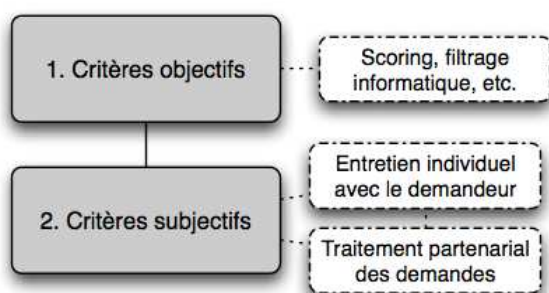 1. Critères objectifs
Scoring, filtrage
informatique, etc.
2. Critères subjectifs
Entretien individuel
avec le demandeur
Traitement partenarial
des demandes